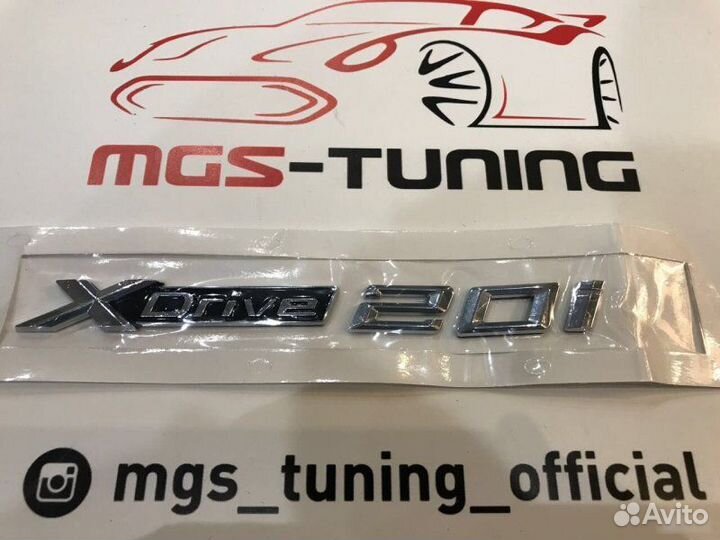 MGS-TUNING
XDrive 20i
mgs_tuning_official
Avito